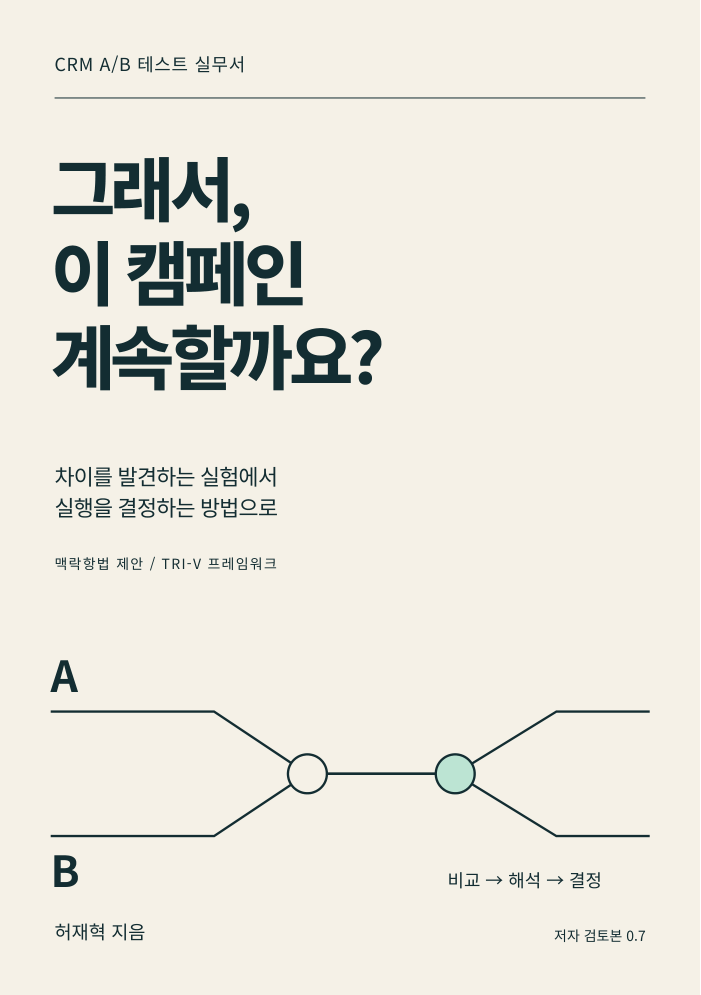 CRM A/B 테스트 실무서
그래서,
이 캠페인
계속할까요?
차이를 발견하는 실험에서
실행을 결정하는 방법으로
맥락항법 제안 / TRI-V 프레임워크
A
B
비교 → 해석 → 결정
허재혁 지음
저자 검토본 0.7